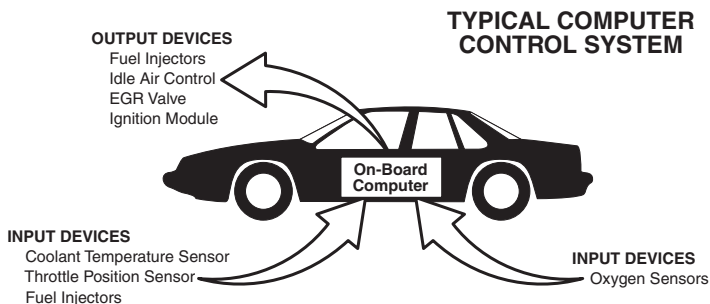 TYPICAL COMPUTER
CONTROL SYSTEM
OUTPUT DEVICES
Fuel Injectors
Idle Air Control
EGR Valve
Ignition Module
On-Board
Computer
INPUT DEVICES
Coolant Temperature Sensor
Throttle Position Sensor
Fuel Injectors
INPUT DEVICES
Oxygen Sensors